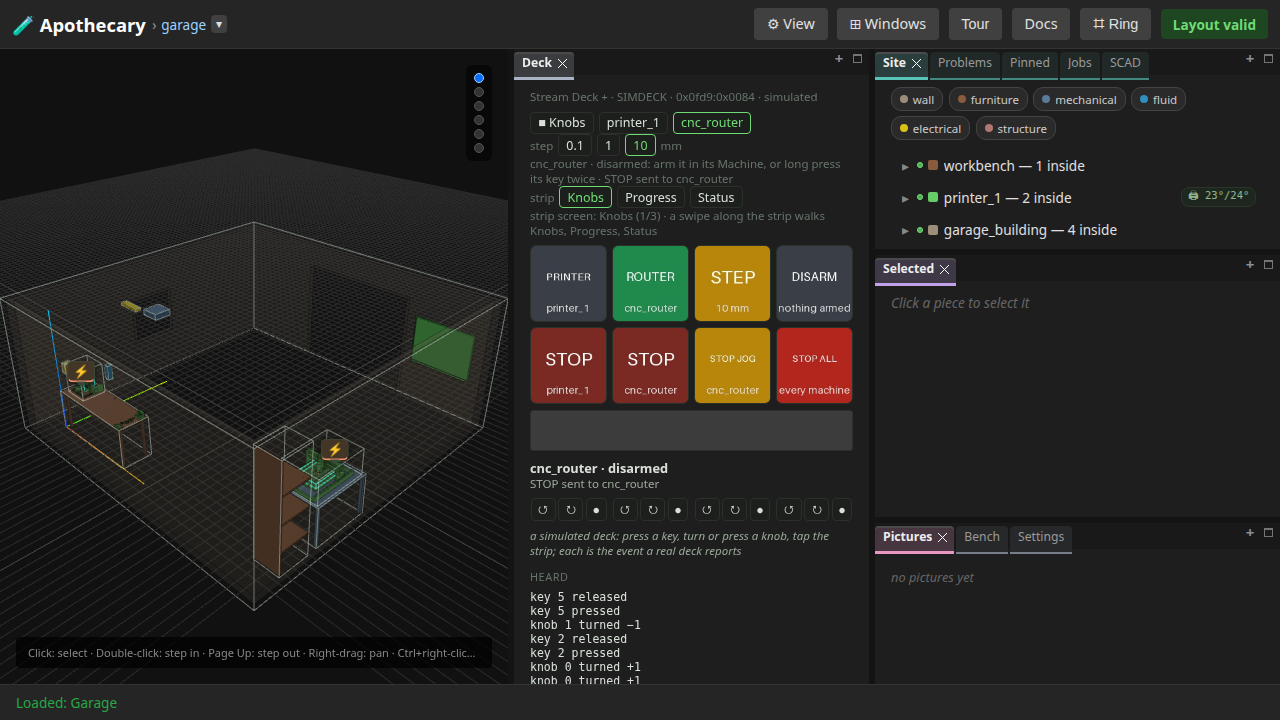 Apothecary › garage ▾
⚙ View
⊞ Windows
Tour
Docs
⌗ Ring
Layout valid
Click: select · Double-click: step in · Page Up: step out · Right-drag: pan · Ctrl+right-clic…
Deck
Stream Deck + · SIMDECK · 0x0fd9:0x0084 · simulated
■ Knobs printer_1 cnc_router
step 0.1 1 10 mm
cnc_router · disarmed: arm it in its Machine, or long press
its key twice · STOP sent to cnc_router
strip Knobs Progress Status
strip screen: Knobs (1/3) · a swipe along the strip walks
Knobs, Progress, Status
PRINTER ROUTER STEP DISARM
printer_1 cnc_router 10 mm nothing armed
STOP STOP STOP JOG STOP ALL
printer_1 cnc_router cnc_router every machine
cnc_router · disarmed
STOP sent to cnc_router
↺ ↻ ● ↺ ↻ ● ↺ ↻ ● ↺ ↻ ●
a simulated deck: press a key, turn or press a knob, tap the
strip; each is the event a real deck reports
HEARD
key 5 released
key 5 pressed
knob 1 turned −1
key 2 released
key 2 pressed
knob 0 turned +1
knob 0 turned +1
Site Problems Pinned Jobs SCAD
wall furniture mechanical fluid
electrical structure
▸ workbench — 1 inside
▸ printer_1 — 2 inside 23°/24°
▸ garage_building — 4 inside
Selected
Click a piece to select it
Pictures Bench Settings
no pictures yet
Loaded: Garage